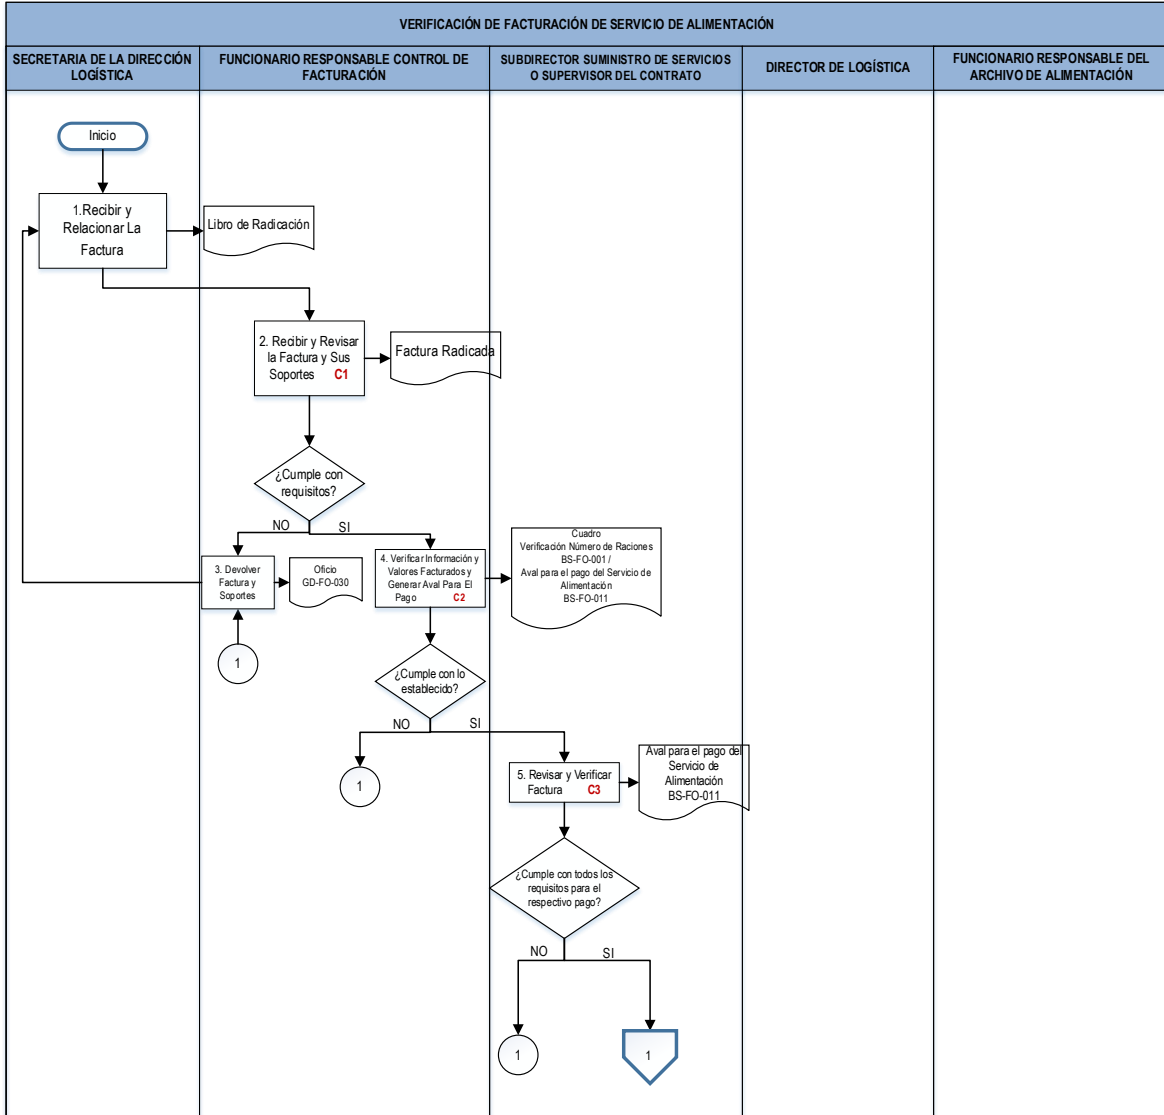 VERIFICACIÓN DE FACTURACIÓN DE SERVICIO DE ALIMENTACIÓN
SECRETARIA DE LA DIRECCIÓN
LOGÍSTICA
FUNCIONARIO RESPONSABLE CONTROL DE
FACTURACIÓN
SUBDIRECTOR SUMINISTRO DE SERVICIOS
O SUPERVISOR DEL CONTRATO
DIRECTOR DE LOGÍSTICA
FUNCIONARIO RESPONSABLE DEL
ARCHIVO DE ALIMENTACIÓN
Inicio
1.Recibir y
Relacionar La
Factura
Libro de Radicación
2. Recibir y Revisar
la Factura y Sus
Soportes C1
Factura Radicada
¿Cumple con
requisitos?
NO
SI
3. Devolver
Factura y
Soportes
Oficio
GD-FO-030
4. Verificar Información y
Valores Facturados y
Generar Aval Para El
Pago C2
Cuadro
Verificación Número de Raciones
BS-FO-001 /
Aval para el pago del Servicio de
Alimentación
BS-FO-011
1
¿Cumple con lo
establecido?
NO
SI
1
5. Revisar y Verificar
Factura C3
Aval para el pago del
Servicio de
Alimentación
BS-FO-011
¿Cumple con todos los
requisitos para el
respectivo pago?
NO
SI
1
1